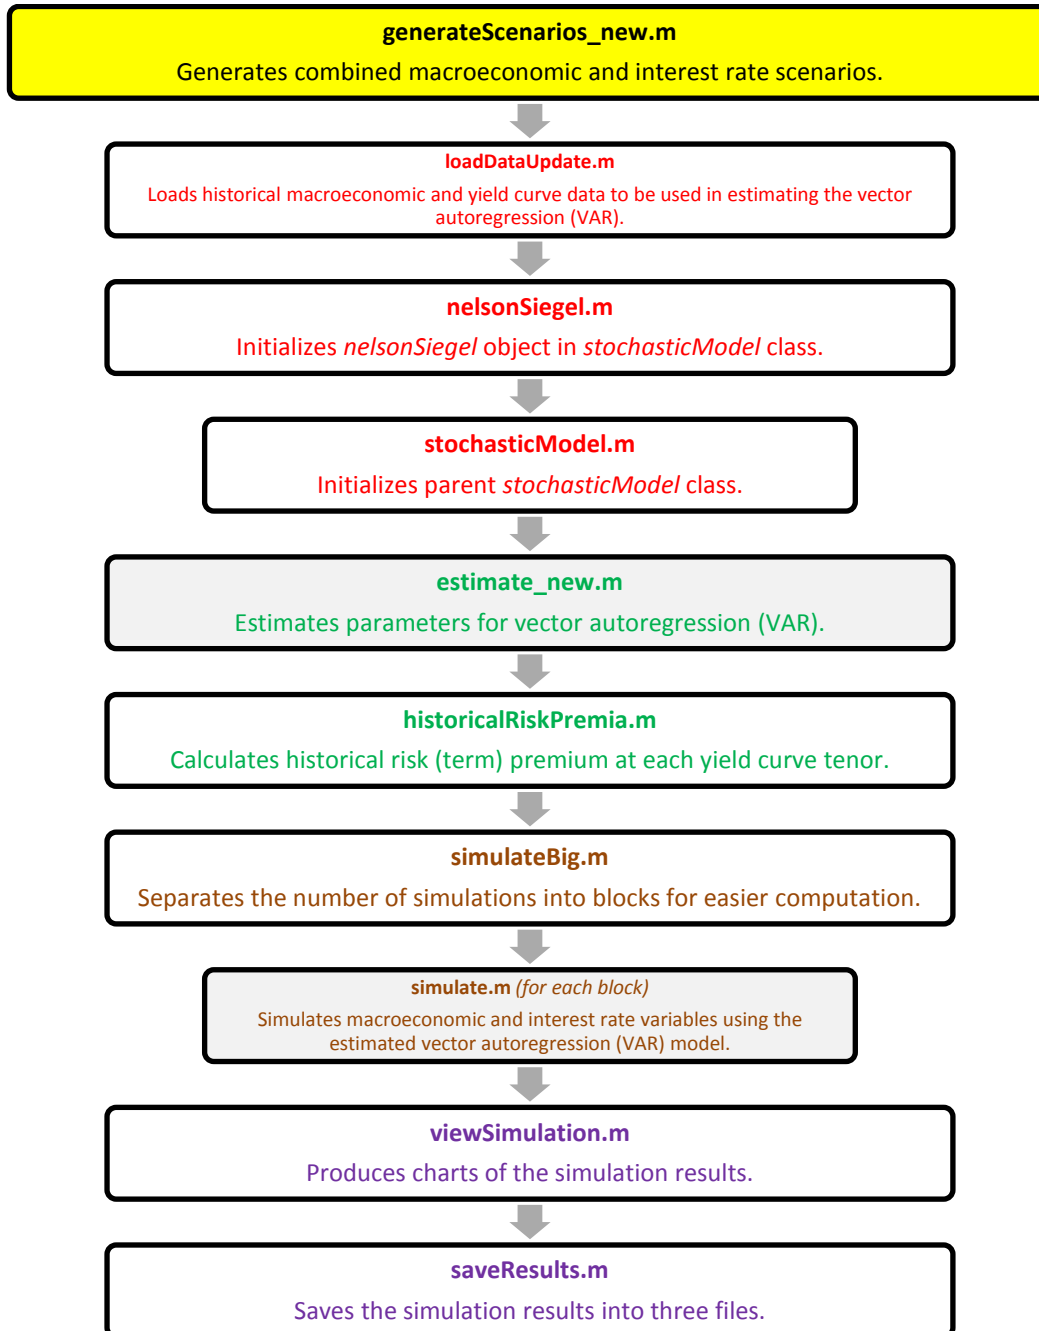 generateScenarios_new.m
Generates combined macroeconomic and interest rate scenarios.
loadDataUpdate.m
Loads historical macroeconomic and yield curve data to be used in estimating the vector
autoregression (VAR).
nelsonSiegel.m
Initializes nelsonSiegel object in stochasticModel class.
stochasticModel.m
Initializes parent stochasticModel class.
estimate_new.m
Estimates parameters for vector autoregression (VAR).
historicalRiskPremia.m
Calculates historical risk (term) premium at each yield curve tenor.
simulateBig.m
Separates the number of simulations into blocks for easier computation.
simulate.m (for each block)
Simulates macroeconomic and interest rate variables using the
estimated vector autoregression (VAR) model.
viewSimulation.m
Produces charts of the simulation results.
saveResults.m
Saves the simulation results into three files.